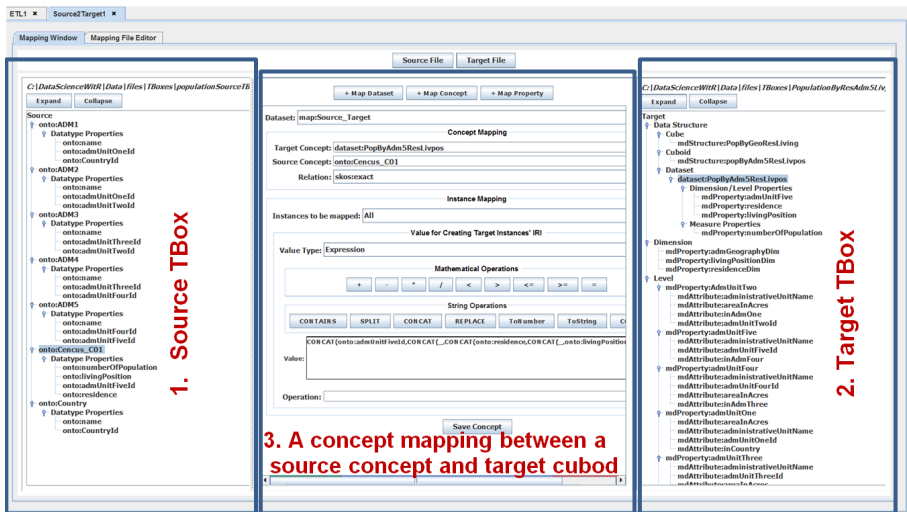 ETL1 × Source2Target1 ×
Mapping Window Mapping File Editor
Source File Target File
C:|DataScienceWitR|Data|files|TBoxes|populationSourceTB
Expand Collapse
Source
onto:ADM1
Datatype Properties
onto:name
onto:admUnitOneId
onto:CountryId
onto:ADM2
Datatype Properties
onto:name
onto:admUnitOneId
onto:admUnitTwoId
onto:ADM3
Datatype Properties
onto:name
onto:admUnitThreeId
onto:admUnitTwoId
onto:ADM4
Datatype Properties
onto:name
onto:admUnitThreeId
onto:admUnitFourId
onto:ADM5
Datatype Properties
onto:name
onto:admUnitFourId
onto:admUnitFiveId
onto:Cencus_C01
Datatype Properties
onto:numberOfPopulation
onto:livingPosition
onto:admUnitFiveId
onto:residence
onto:Country
Datatype Properties
onto:name
onto:CountryId
1. Source TBox
+ Map Dataset + Map Concept + Map Property
Dataset: map:Source_Target
Concept Mapping
Target Concept: dataset:PopByAdm5ResLivpos
Source Concept: onto:Cencus_C01
Relation: skos:exact
Instance Mapping
Instances to be mapped: All
Value for Creating Target Instances' IRI
Value Type: Expression
Mathematical Operations
+ - * / < > <= >= =
String Operations
CONTAINS SPLIT CONCAT REPLACE ToNumber ToString CO
Value: CONCAT(onto:admUnitFiveId,CONCAT(_,CONCAT(onto:residence,CONCAT(_,onto:livingPosition
Operation:
Save Concept
3. A concept mapping between a
source concept and target cubod
C:|DataScienceWitR|Data|files|TBoxes|PopulationByResAdm5Liv
Expand Collapse
Target
Data Structure
Cube
mdStructure:PopByGeoResLiving
Cuboid
mdStructure:popByAdm5ResLivpos
Dataset
dataset:PopByAdm5ResLivpos
Dimension/Level Properties
mdProperty:admUnitFive
mdProperty:residence
mdProperty:livingPosition
Measure Properties
mdProperty:numberOfPopulation
Dimension
mdProperty:admGeographyDim
mdProperty:livingPositionDim
mdProperty:residenceDim
Level
mdProperty:AdmUnitTwo
mdAttribute:administrativeUnitName
mdAttribute:areaInAcres
mdAttribute:inAdmOne
mdAttribute:admUnitTwoId
mdProperty:admUnitFive
mdAttribute:areaInAcres
mdAttribute:administrativeUnitName
mdAttribute:admUnitFiveId
mdAttribute:inAdmFour
mdProperty:admUnitFour
mdAttribute:administrativeUnitName
mdAttribute:admUnitFourId
mdAttribute:areaInAcres
mdAttribute:inAdmThree
mdProperty:admUnitOne
mdAttribute:areaInAcres
mdAttribute:administrativeUnitName
mdAttribute:admUnitOneId
mdAttribute:inCountry
mdProperty:admUnitThree
mdAttribute:administrativeUnitName
mdAttribute:admUnitThreeId
mdAttribute:areaInAcres
2. Target TBox